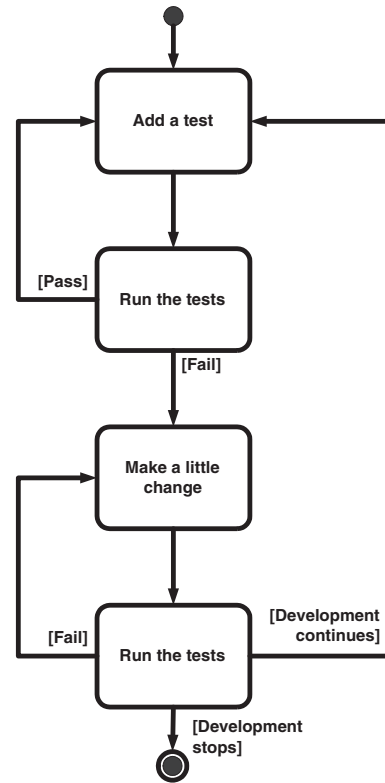 Add a test
[Pass]
Run the tests
[Fail]
Make a little
change
[Fail]
Run the tests
[Development
continues]
[Development
stops]